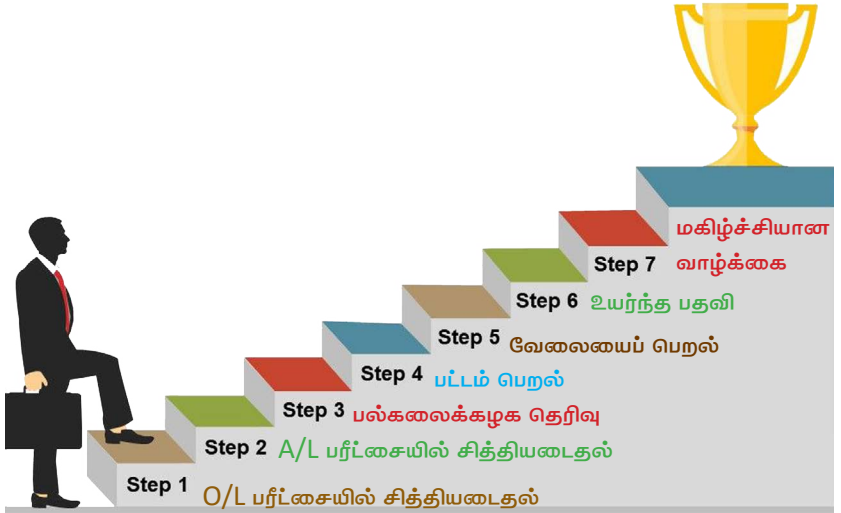 மகிழ்ச்சியான
Step 7 வாழ்க்கை
Step 6 உயர்ந்த பதவி
Step 5 வேலையைப் பெறல்
Step 4 பட்டம் பெறல்
Step 3 பல்கலைக்கழக தெரிவு
Step 2 A/L பரீட்சையில் சித்தியடைதல்
Step 1 O/L பரீட்சையில் சித்தியடைதல்